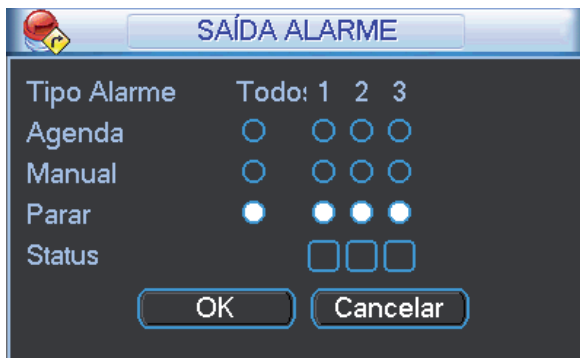 SAÍDA ALARME
Tipo Alarme Todo: 1 2 3
Agenda
Manual
Parar
Status
OK Cancelar